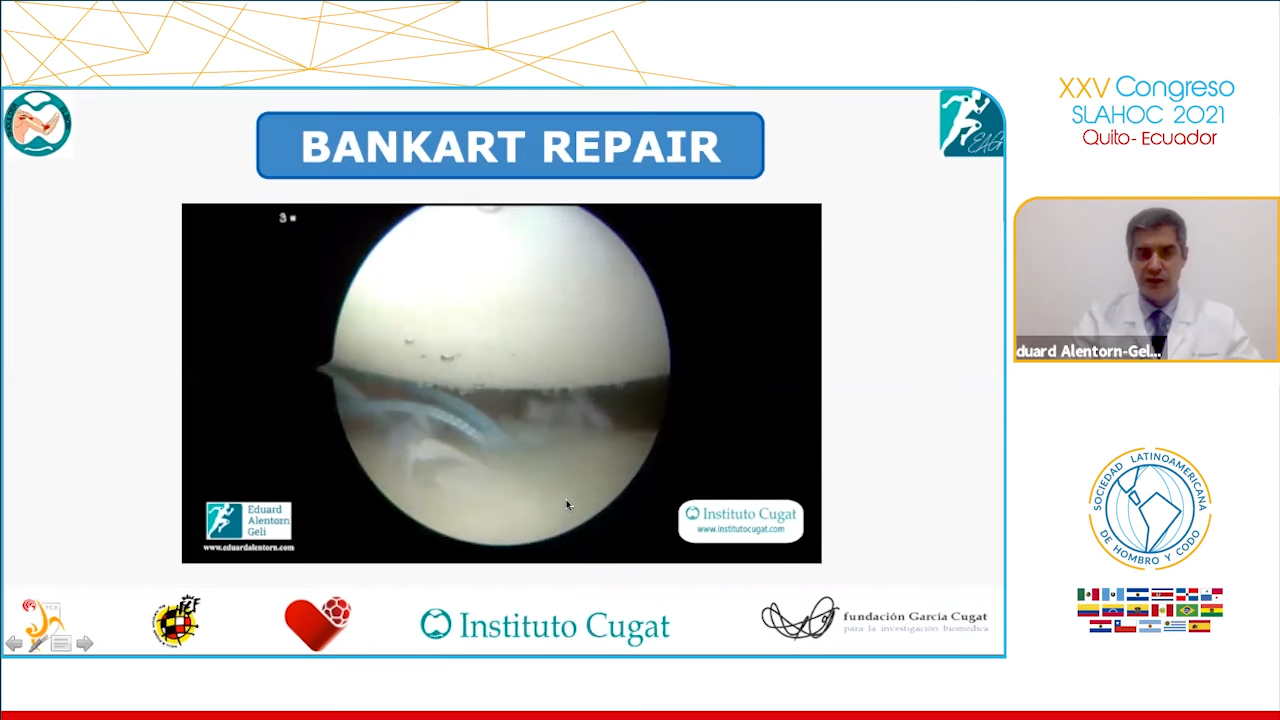 BANKART REPAIR
Eduard
Alentorn
Geli
www.eduardalentorn.com
Instituto Cugat
www.institutocugat.com
Instituto Cugat
fundación García Cugat
para la investigación biomédica
XXV Congreso
SLAHOC 2021
Quito - Ecuador
duard Alentorn-Gel...
SOCIEDAD LATINOAMERICANA
DE HOMBRO Y CODO